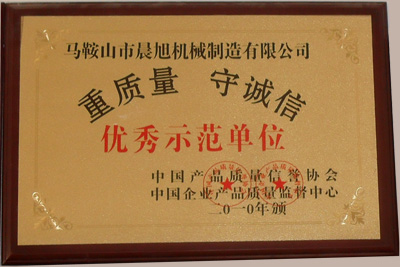 马鞍山市晨旭机械制造有限公司
重质量 守诚信
优秀示范单位
中国产品质量信誉协会
中国企业产品质量监督中心
二〇一〇年颁